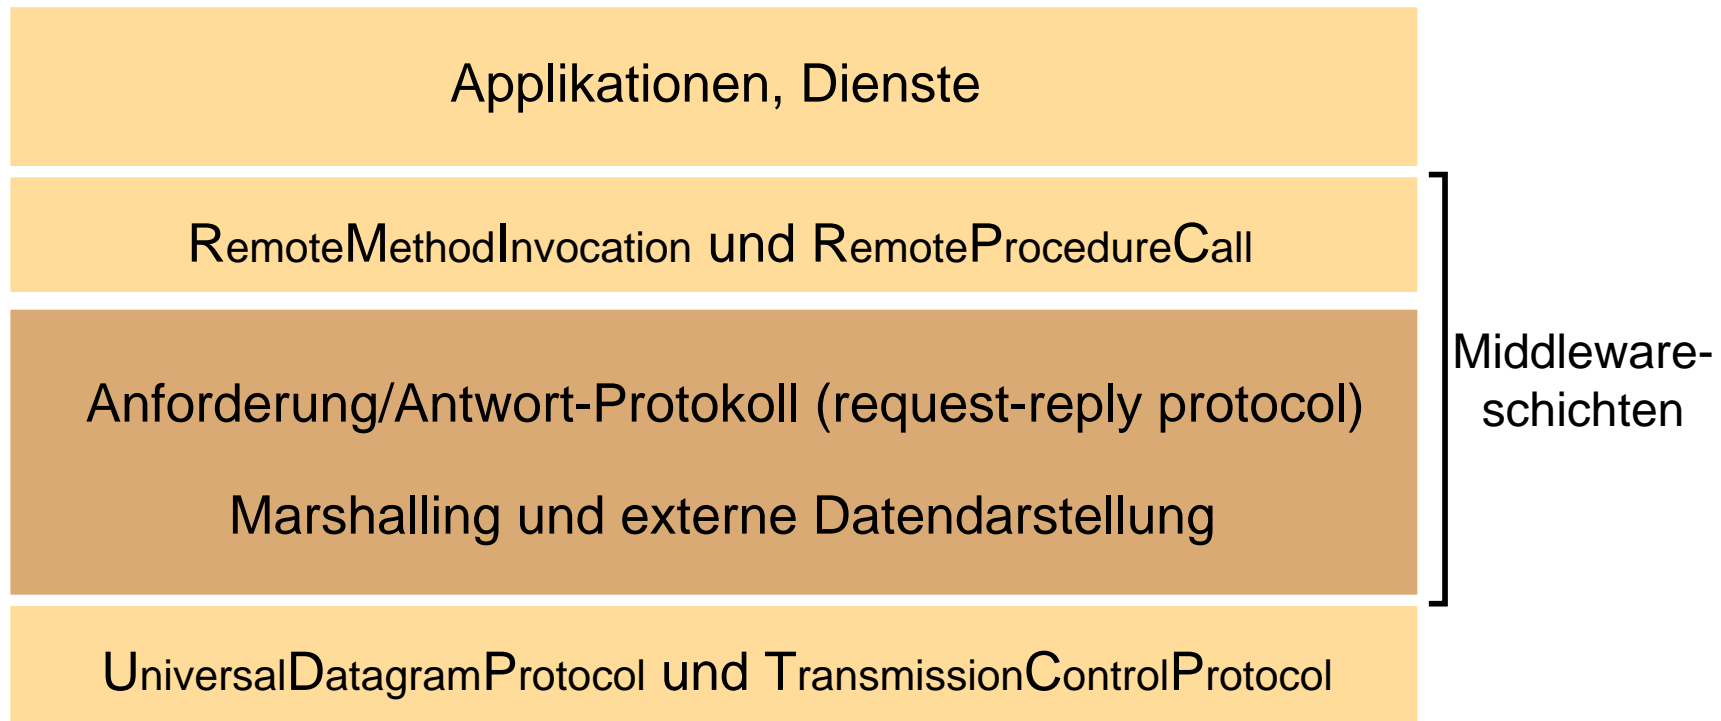 Applikationen, Dienste
RemoteMethodInvocation und RemoteProcedureCall
Anforderung/Antwort-Protokoll (request-reply protocol)
Marshalling und externe Datendarstellung
UniversalDatagramProtocol und TransmissionControlProtocol
Middleware-
schichten